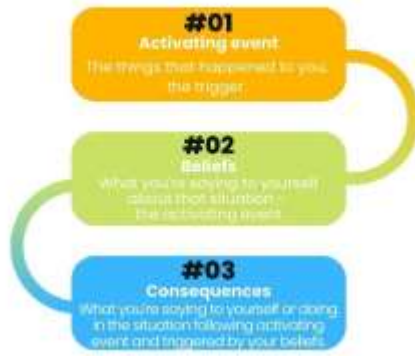 #01
Activating event
The things that happened to you,
the trigger
#02
Beliefs
What you're saying to yourself
about that situation -
the activating event
#03
Consequences
What you're saying to yourself or doing
in the situation following activating
event and triggered by your beliefs